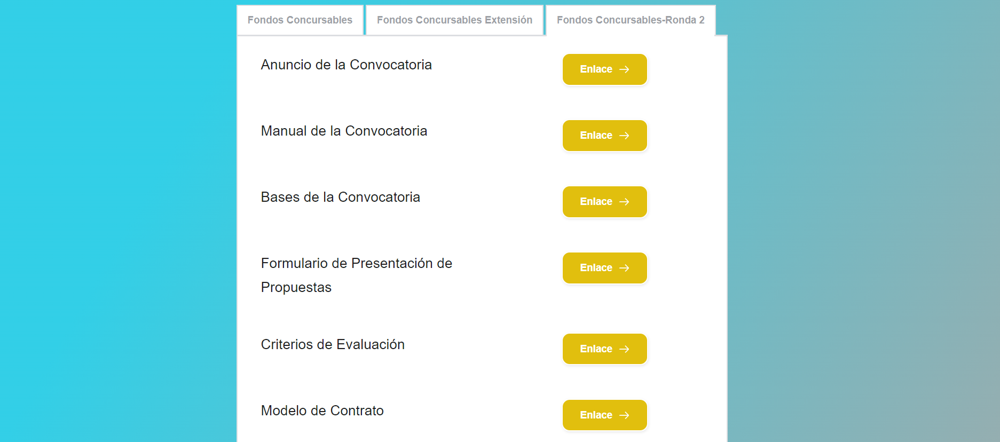 Fondos Concursables
Fondos Concursables Extensión
Fondos Concursables-Ronda 2
Anuncio de la Convocatoria
Enlace →
Manual de la Convocatoria
Enlace →
Bases de la Convocatoria
Enlace →
Formulario de Presentación de
Propuestas
Enlace →
Criterios de Evaluación
Enlace →
Modelo de Contrato
Enlace →